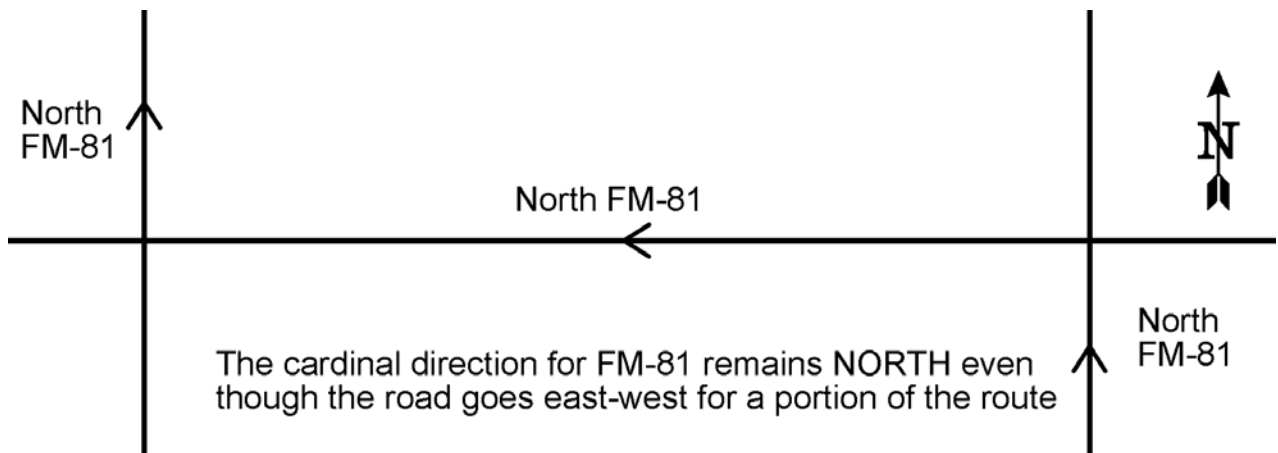 North
FM-81
North FM-81
N
North
FM-81
The cardinal direction for FM-81 remains NORTH even
though the road goes east-west for a portion of the route